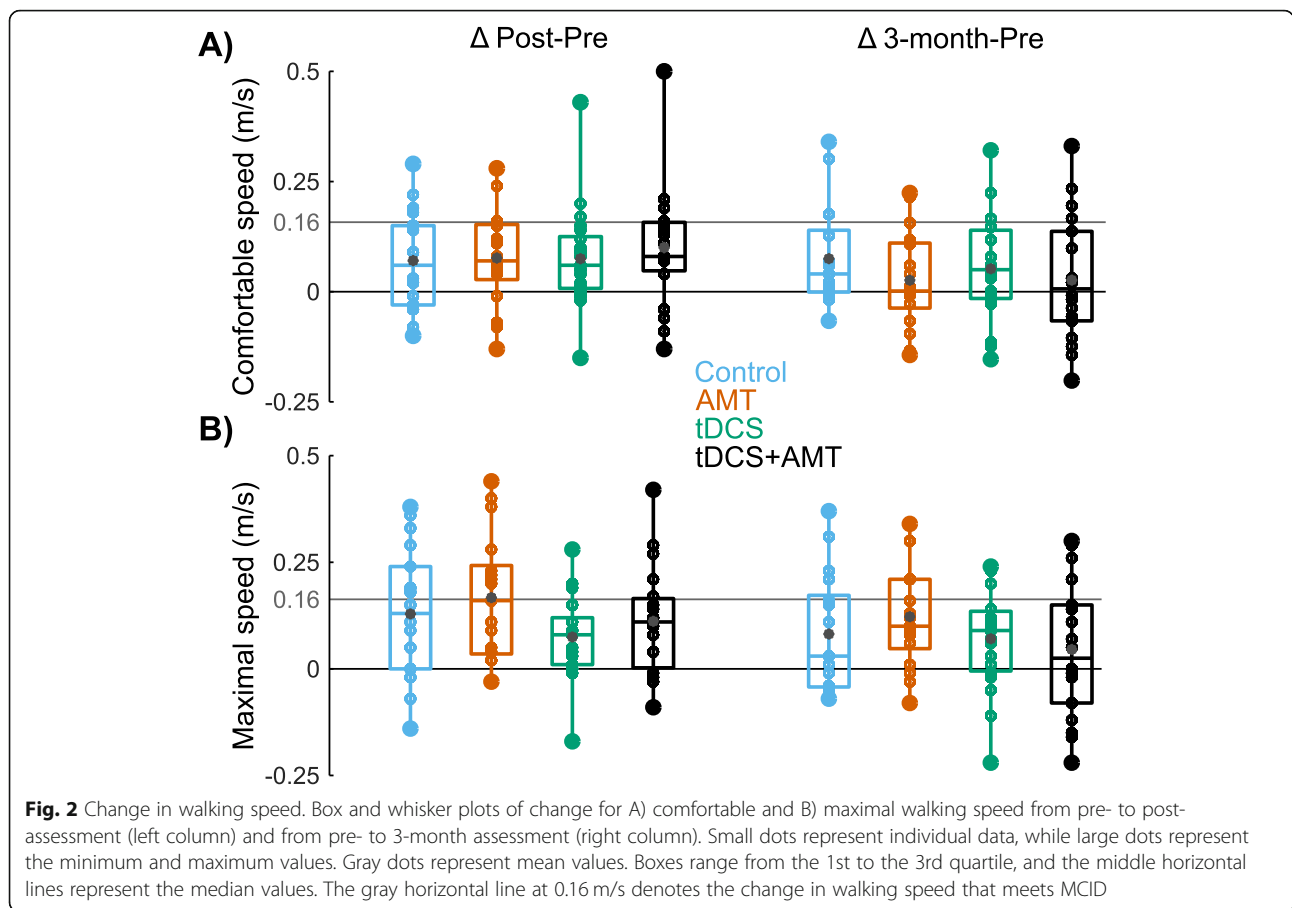 A)
Δ Post-Pre
Δ 3-month-Pre
Comfortable speed (m/s)
0.5
0.25
0.16
0
-0.25
Control
AMT
tDCS
tDCS+AMT
B)
Maximal speed (m/s)
0.5
0.25
0.16
0
-0.25
Fig. 2 Change in walking speed. Box and whisker plots of change for A) comfortable and B) maximal walking speed from pre- to post-
assessment (left column) and from pre- to 3-month assessment (right column). Small dots represent individual data, while large dots represent
the minimum and maximum values. Gray dots represent mean values. Boxes range from the 1st to the 3rd quartile, and the middle horizontal
lines represent the median values. The gray horizontal line at 0.16 m/s denotes the change in walking speed that meets MCID